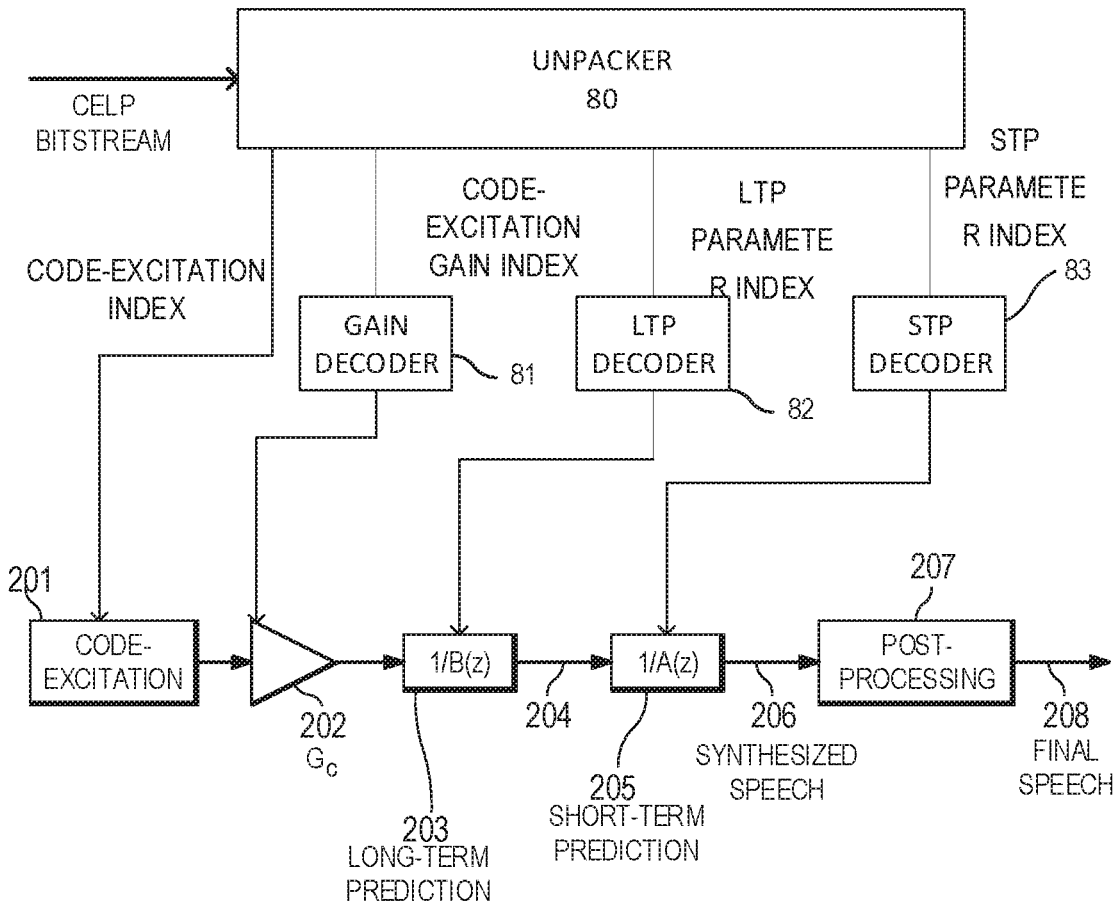 UNPACKER
80
CELP
BITSTREAM
STP
PARAMETE
R INDEX
CODE-
EXCITATION
GAIN INDEX
LTP
PARAMETE
R INDEX
CODE-EXCITATION
INDEX
83
GAIN
DECODER
81
LTP
DECODER
82
STP
DECODER
201
CODE-
EXCITATION
202
Gc
1/B(z)
203
LONG-TERM
PREDICTION
204
1/A(z)
205
SHORT-TERM
PREDICTION
206
SYNTHESIZED
SPEECH
207
POST-
PROCESSING
208
FINAL
SPEECH